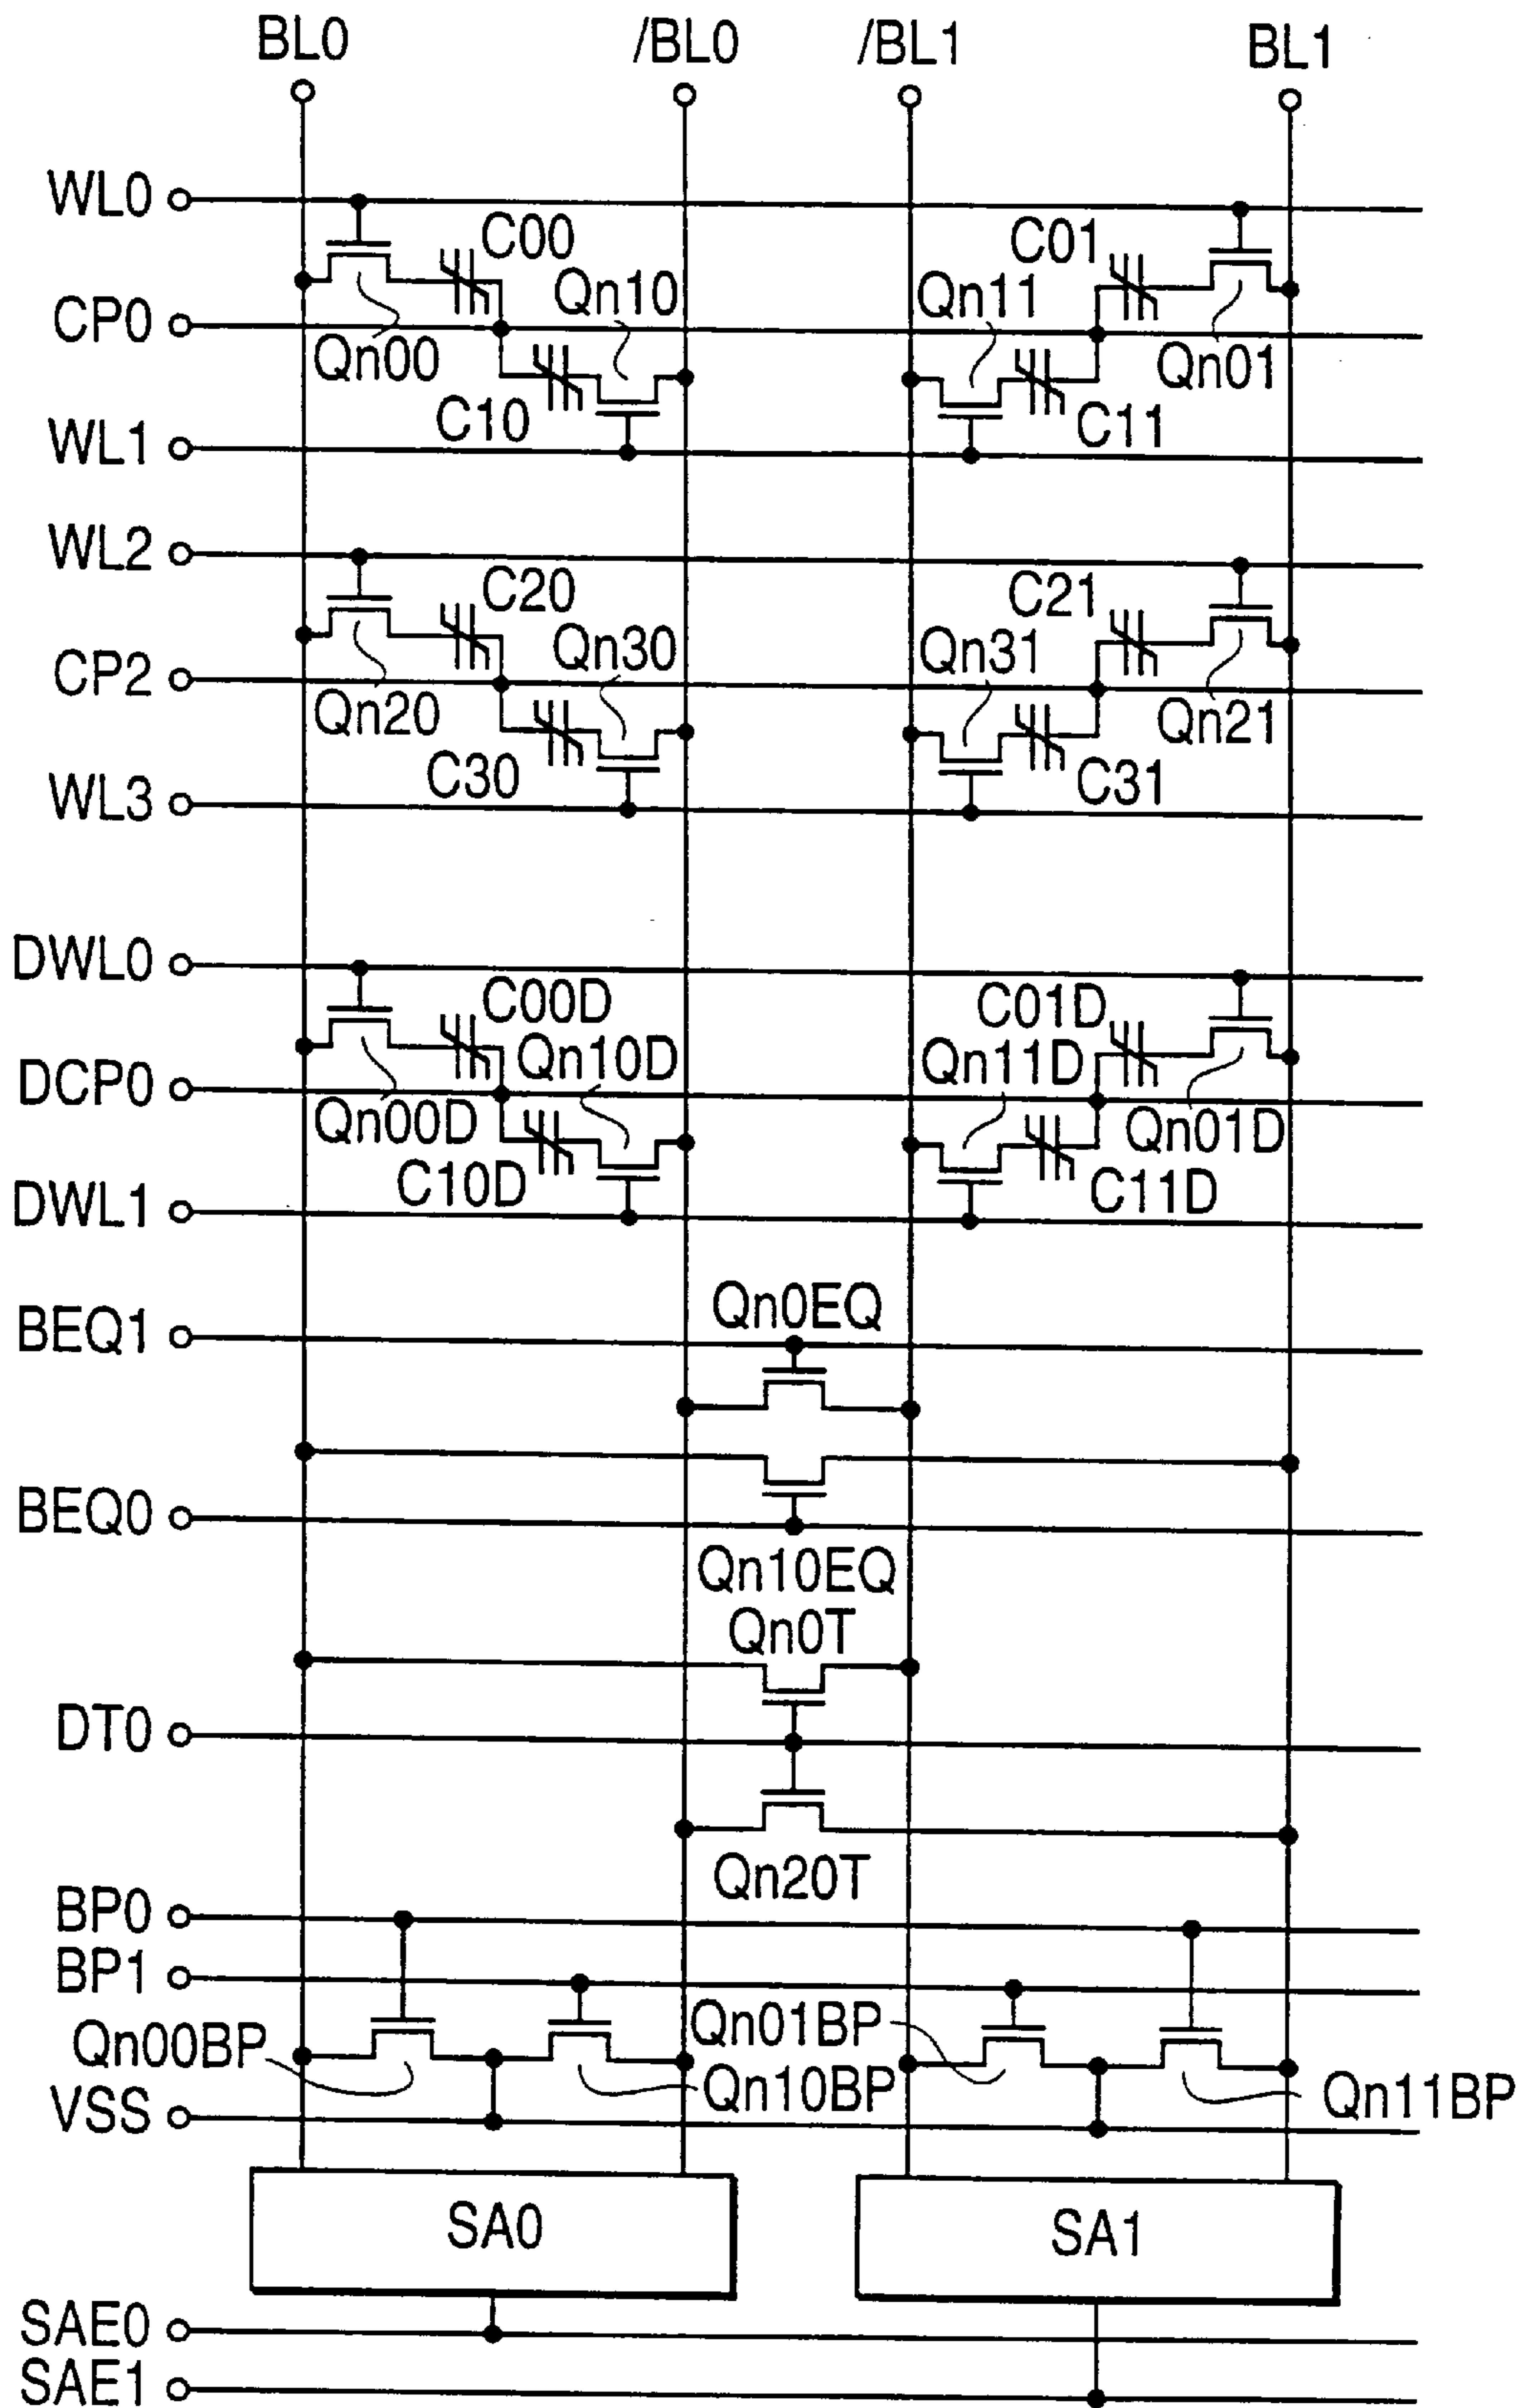 BL0 /BL0 /BL1 BL1
WL0
C00 C01
Qn10 Qn11
CP0
Qn00 Qn01
C10 C11
WL1
WL2
C20 C21
Qn30 Qn31
CP2
Qn20 Qn21
C30 C31
WL3
DWL0
C00D C01D
Qn10D Qn11D
DCP0
Qn00D Qn01D
C10D C11D
DWL1
Qn0EQ
BEQ1
BEQ0
Qn10EQ
Qn0T
DT0
Qn20T
BP0
BP1
Qn00BP Qn01BP
Qn10BP Qn11BP
VSS
SA0 SA1
SAE0
SAE1